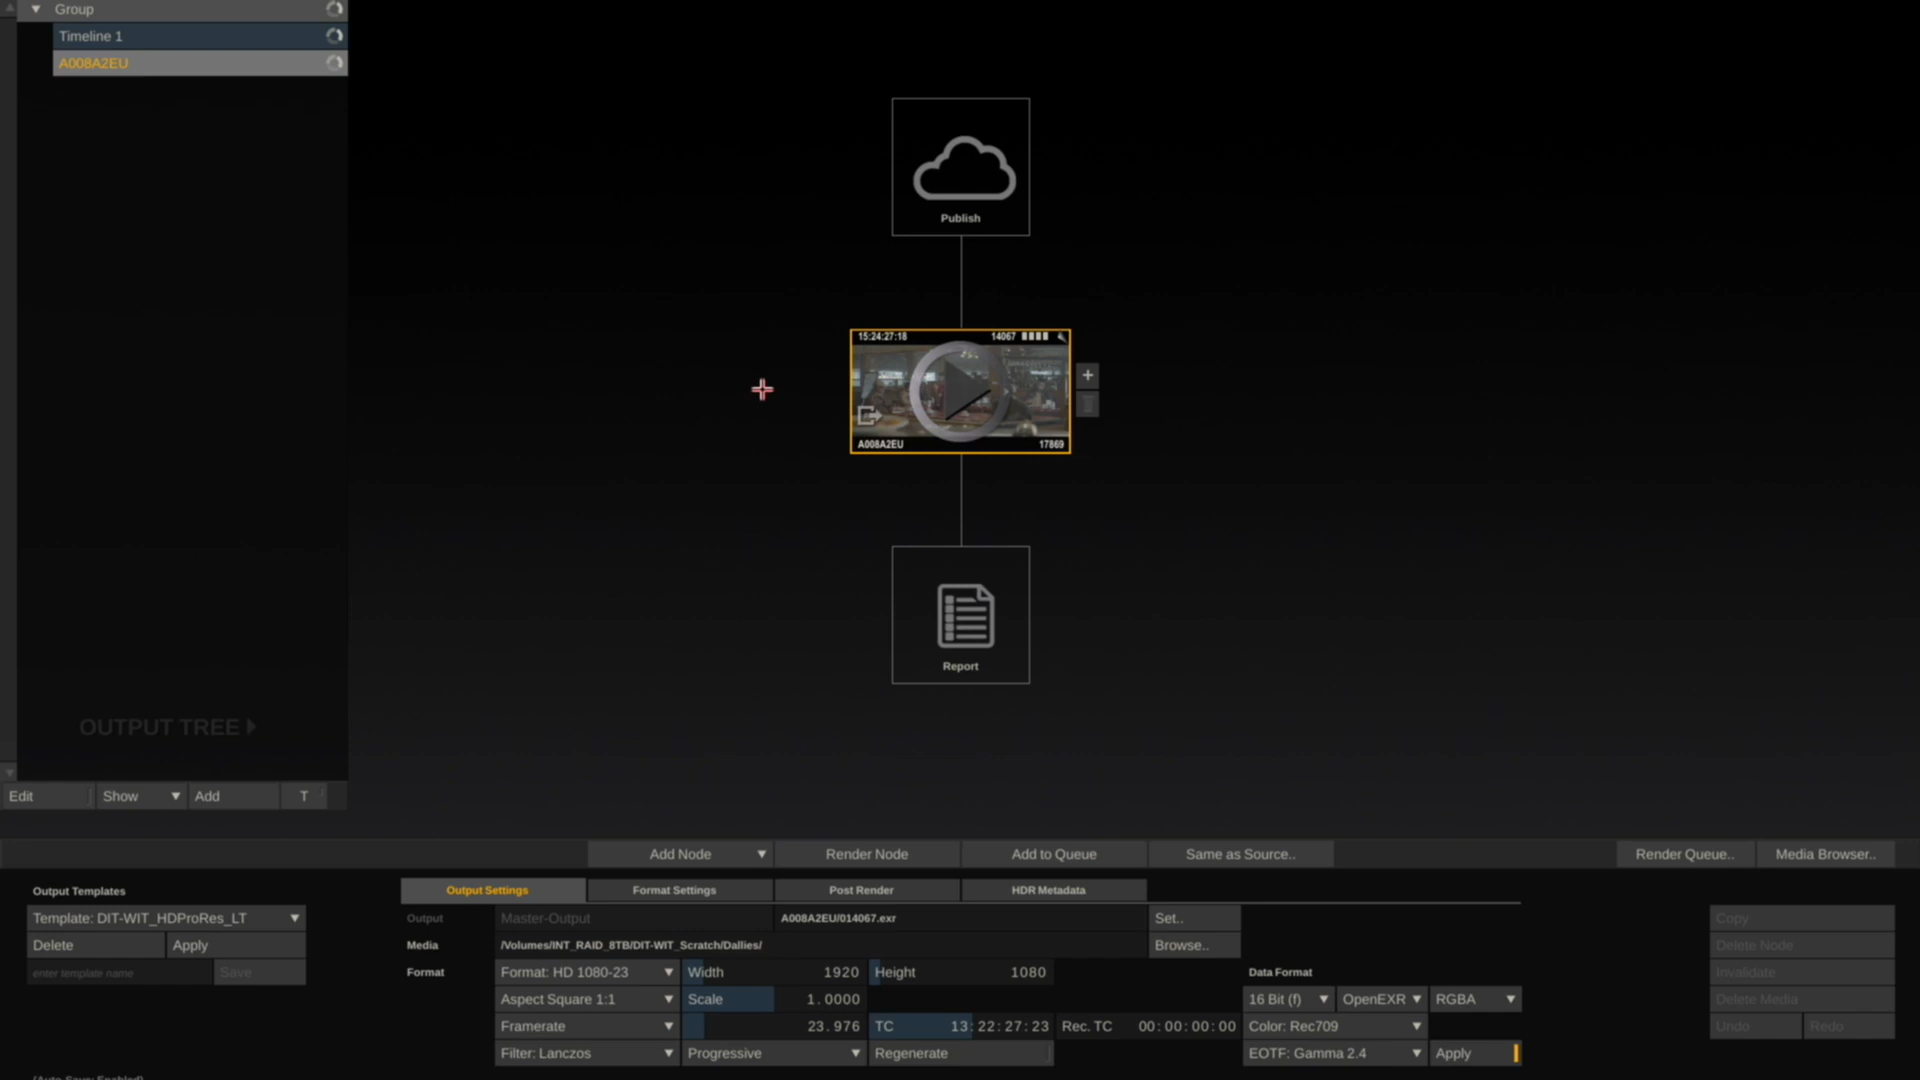 Group
Timeline 1
A008A2EU
Publish
15:24:27:18 14067
+
A008A2EU 17869
Report
OUTPUT TREE
Edit Show Add T
Add Node Render Node Add to Queue Same as Source.. Render Queue.. Media Browser..
Output Templates
Template: DIT-WIT_HDProRes_LT
Delete Apply
enter template name Save
Output Settings Format Settings Post Render HDR Metadata
Output Master-Output A008A2EU/014067.exr Set..
Media /Volumes/INT_RAID_8TB/DIT-WIT_Scratch/Dallies/ Browse..
Format Format: HD 1080-23 Width 1920 Height 1080 Data Format
Aspect Square 1:1 Scale 1.0000 16 Bit (f) OpenEXR RGBA
Framerate 23.976 TC 13:22:27:23 Rec. TC 00:00:00:00 Color: Rec709
Filter: Lanczos Progressive Regenerate EOTF: Gamma 2.4 Apply
Copy
Delete Node
Invalidate
Delete Media
Undo Redo
(Auto Save: Enabled)